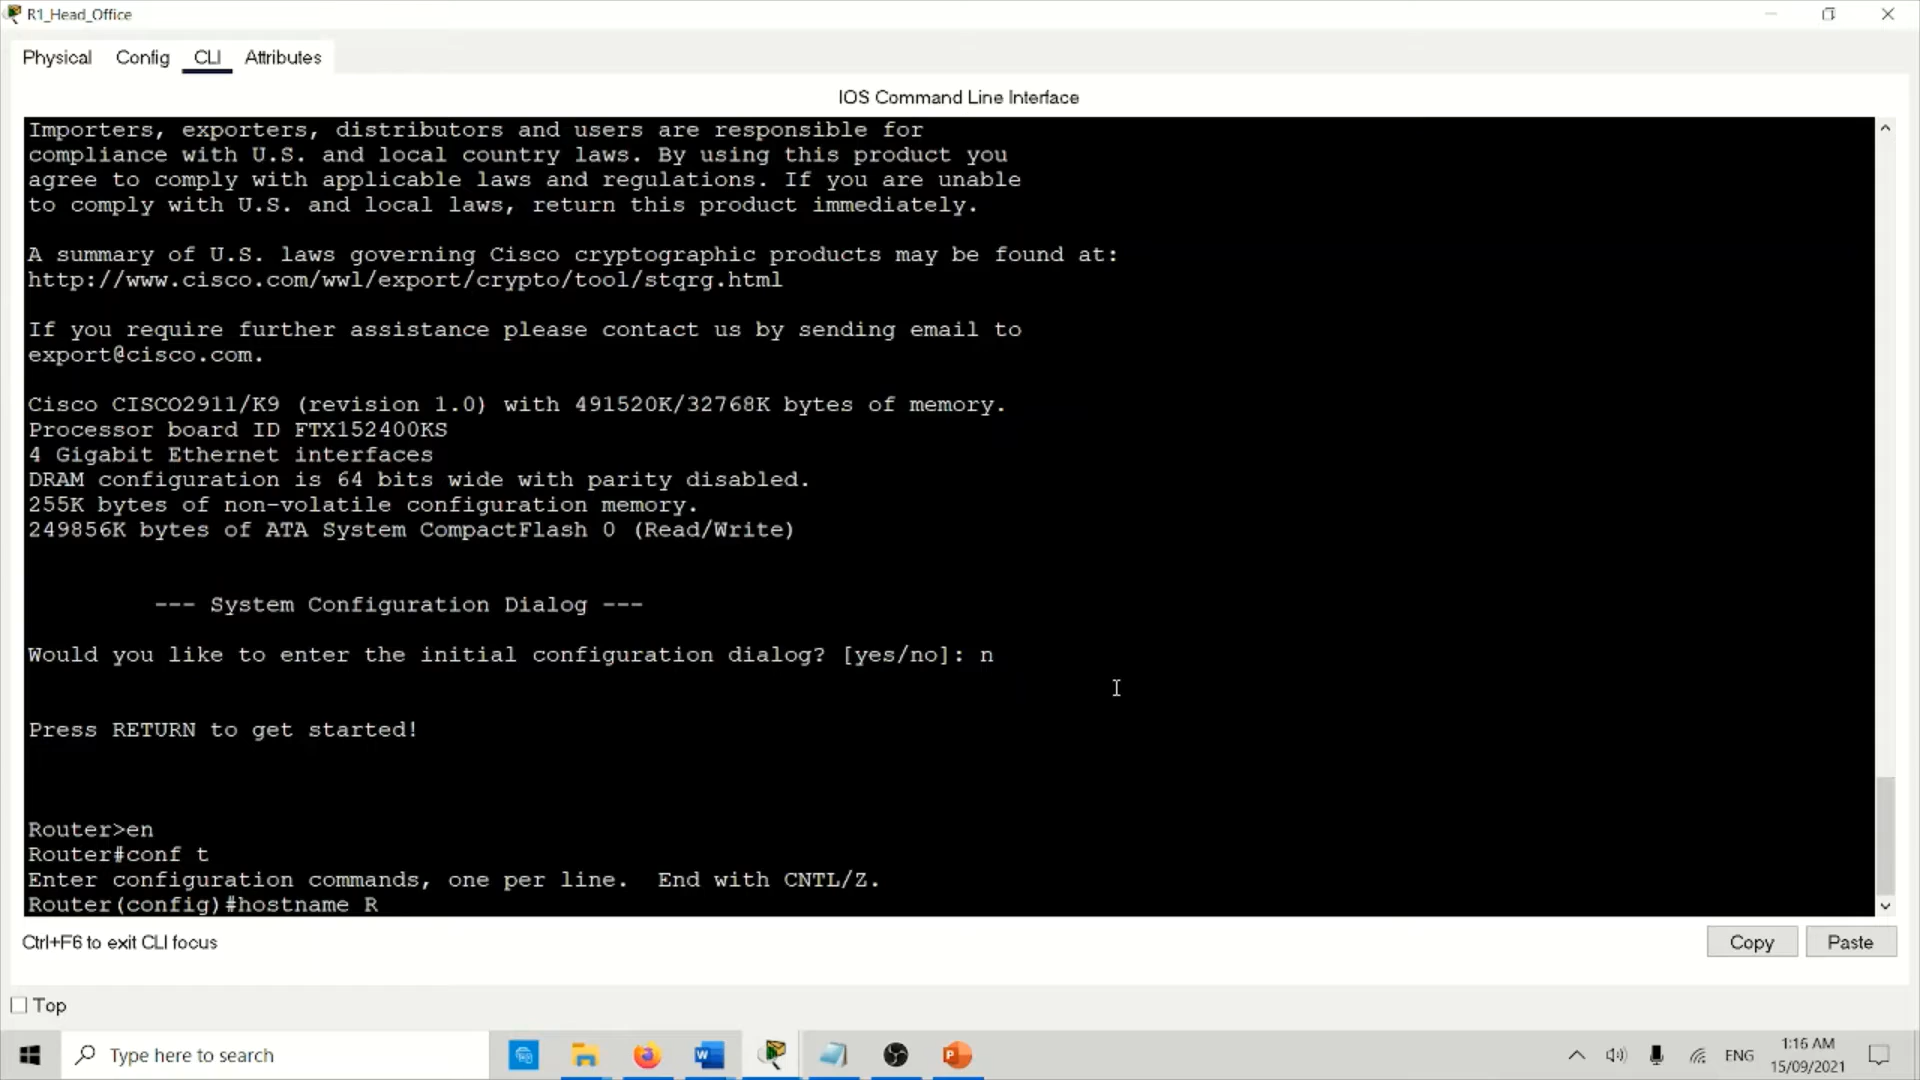 R1_Head_Office
Physical Config CLI Attributes
IOS Command Line Interface
Importers, exporters, distributors and users are responsible for
compliance with U.S. and local country laws. By using this product you
agree to comply with applicable laws and regulations. If you are unable
to comply with U.S. and local laws, return this product immediately.
A summary of U.S. laws governing Cisco cryptographic products may be found at:
http://www.cisco.com/wwl/export/crypto/tool/stqrg.html
If you require further assistance please contact us by sending email to
export@cisco.com.
Cisco CISCO2911/K9 (revision 1.0) with 491520K/32768K bytes of memory.
Processor board ID FTX152400KS
4 Gigabit Ethernet interfaces
DRAM configuration is 64 bits wide with parity disabled.
255K bytes of non-volatile configuration memory.
249856K bytes of ATA System CompactFlash 0 (Read/Write)
--- System Configuration Dialog ---
Would you like to enter the initial configuration dialog? [yes/no]: n
Press RETURN to get started!
Router>en
Router#conf t
Enter configuration commands, one per line.  End with CNTL/Z.
Router(config)#hostname R
Ctrl+F6 to exit CLI focus
Copy Paste
Top
Type here to search
ENG
1:16 AM
15/09/2021